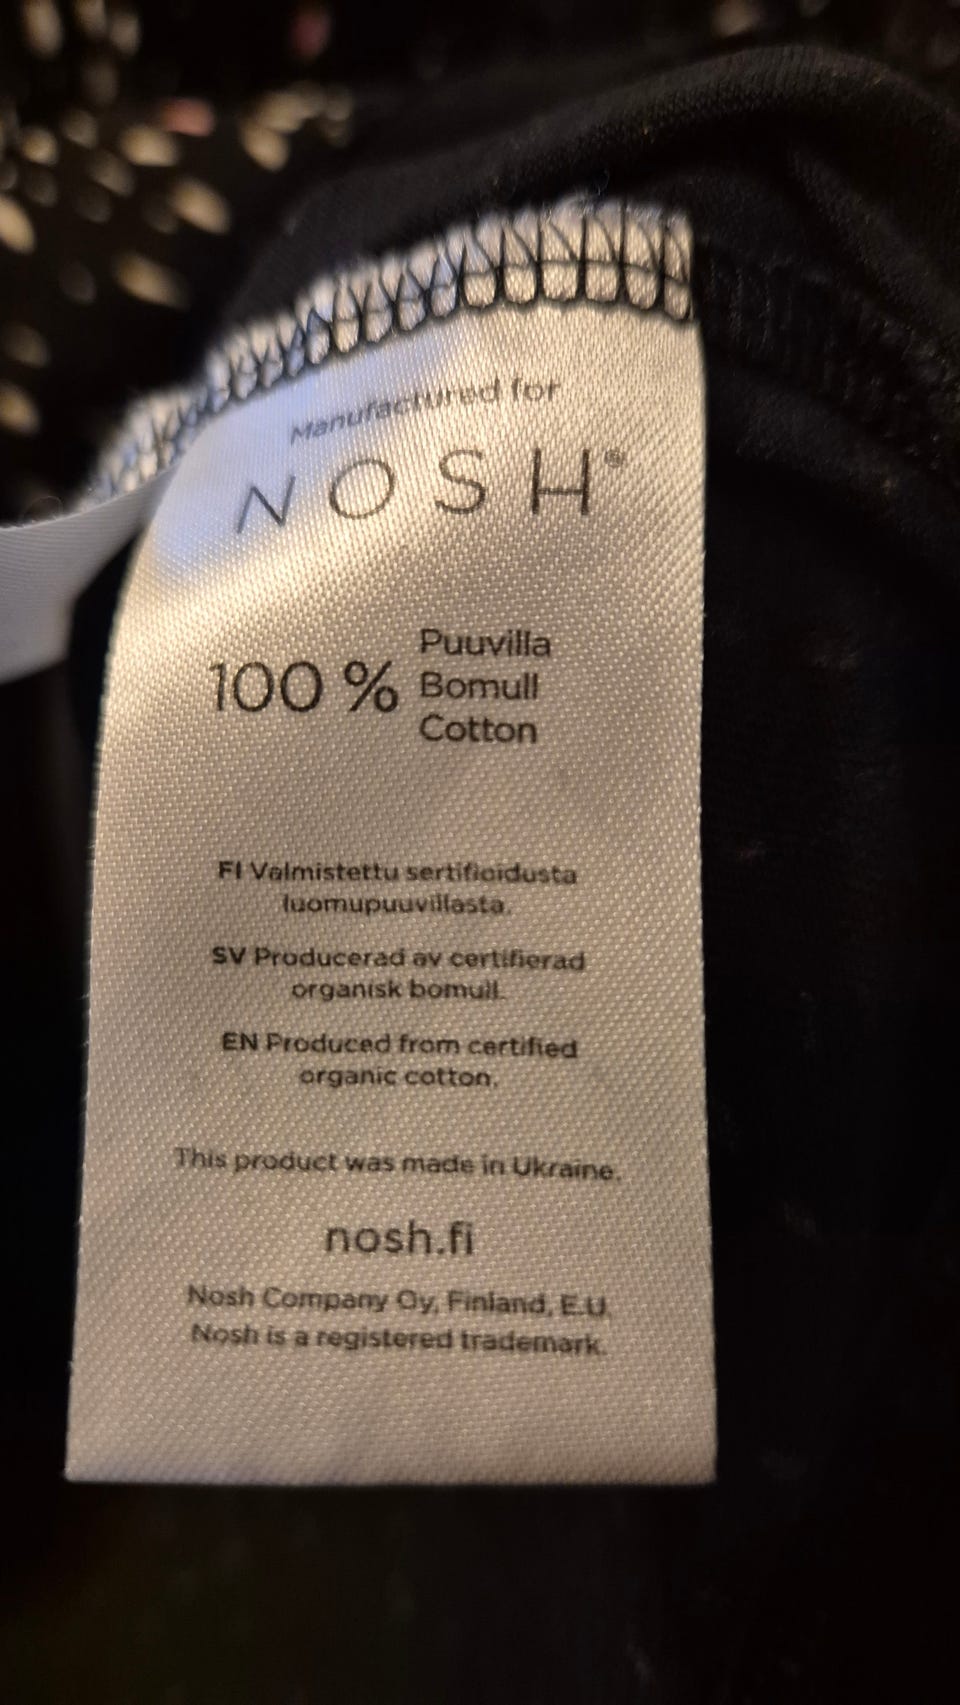 Manufactured for
NOSH®
100 % Puuvilla
Bomull
Cotton
FI Valmistettu sertifioidusta
luomupuuvillasta.
SV Producerad av certifierad
organisk bomull.
EN Produced from certified
organic cotton.
This product was made in Ukraine.
nosh.fi
Nosh Company Oy, Finland, E.U.
Nosh is a registered trademark.